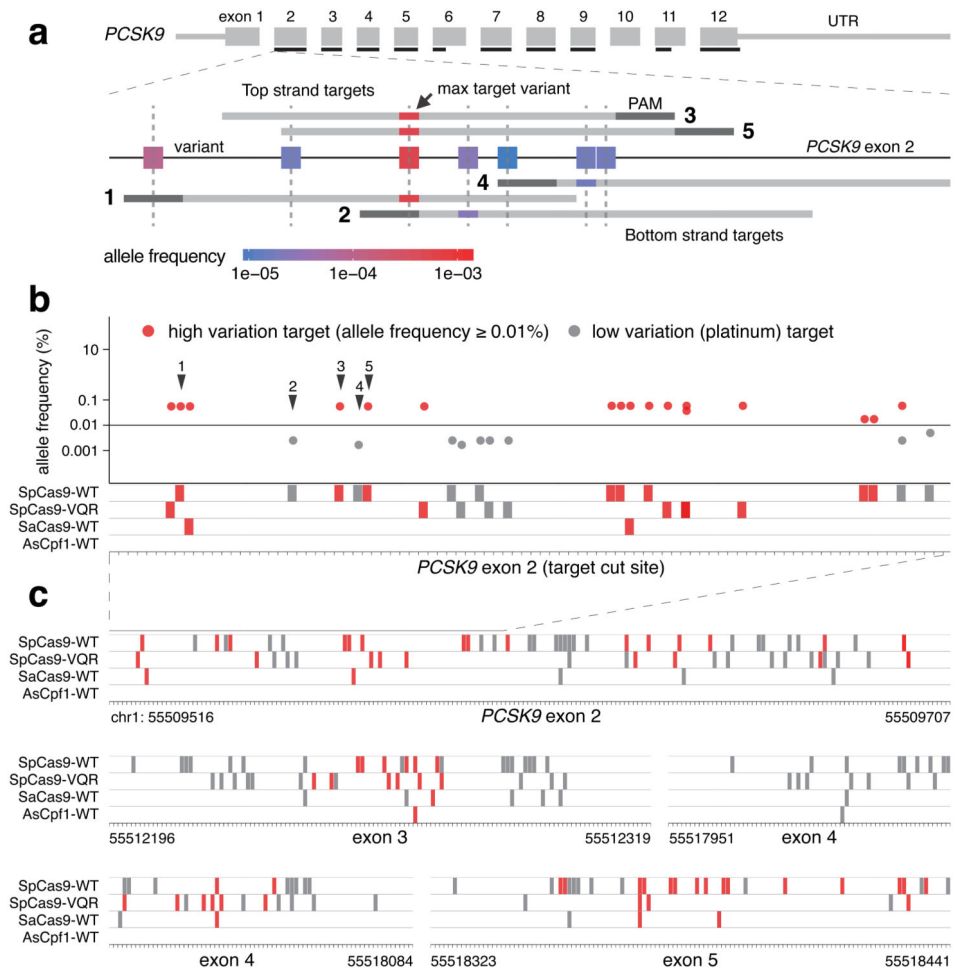 a
PCSK9
exon 1 2 3 4 5 6 7 8 9 10 11 12
UTR
Top strand targets
max target variant
PAM
3
5
variant
PCSK9 exon 2
4
1
2
Bottom strand targets
allele frequency
1e-05 1e-04 1e-03
b
high variation target (allele frequency ≥ 0.01%)
low variation (platinum) target
allele frequency (%)
10
0.1
0.01
0.001
1 2 3 4 5
SpCas9-WT
SpCas9-VQR
SaCas9-WT
AsCpf1-WT
PCSK9 exon 2 (target cut site)
c
SpCas9-WT
SpCas9-VQR
SaCas9-WT
AsCpf1-WT
chr1: 55509516 PCSK9 exon 2 55509707
SpCas9-WT
SpCas9-VQR
SaCas9-WT
AsCpf1-WT
55512196 exon 3 55512319 55517951 exon 4
SpCas9-WT
SpCas9-VQR
SaCas9-WT
AsCpf1-WT
exon 4 55518084 55518323 exon 5 55518441